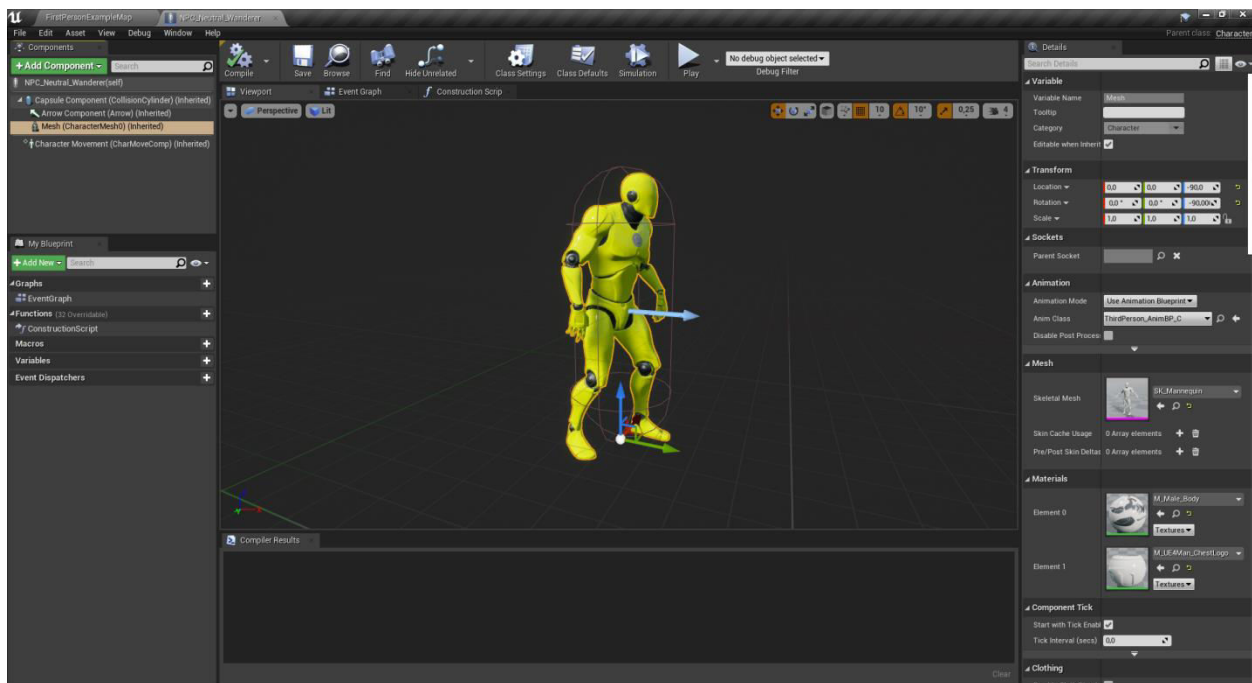 FirstPersonExampleMap
NPC_Neutral_Wanderer
File Edit Asset View Debug Window Help
Parent class: Character
Components
+Add Component
Search
NPC_Neutral_Wanderer(self)
Capsule Component (CollisionCylinder) (Inherited)
Arrow Component (Arrow) (Inherited)
Mesh (CharacterMesh0) (Inherited)
Character Movement (CharMoveComp) (Inherited)
My Blueprint
+Add New
Search
Graphs
EventGraph
Functions (32 Overridable)
ConstructionScript
Macros
Variables
Event Dispatchers
Compile
Save
Browse
Find
Hide Unrelated
Class Settings
Class Defaults
Simulation
Play
No debug object selected
Debug Filter
Viewport
Event Graph
Construction Scrip
Perspective
Lit
10
10°
0,25
4
Compiler Results
Clear
Details
Search Details
Variable
Variable Name Mesh
Tooltip
Category Character
Editable when Inherit
Transform
Location 0,0 0,0 -90,0
Rotation 0,0 ° 0,0 ° -90,00
Scale 1,0 1,0 1,0
Sockets
Parent Socket
Animation
Animation Mode Use Animation Blueprint
Anim Class ThirdPerson_AnimBP_C
Disable Post Proces
Mesh
Skeletal Mesh SK_Mannequin
Skin Cache Usage 0 Array elements
Pre/Post Skin Deltas 0 Array elements
Materials
Element 0 M_Male_Body
Textures
Element 1 M_UE4Man_ChestLogo
Textures
Component Tick
Start with Tick Enabl
Tick Interval (secs) 0,0
Clothing